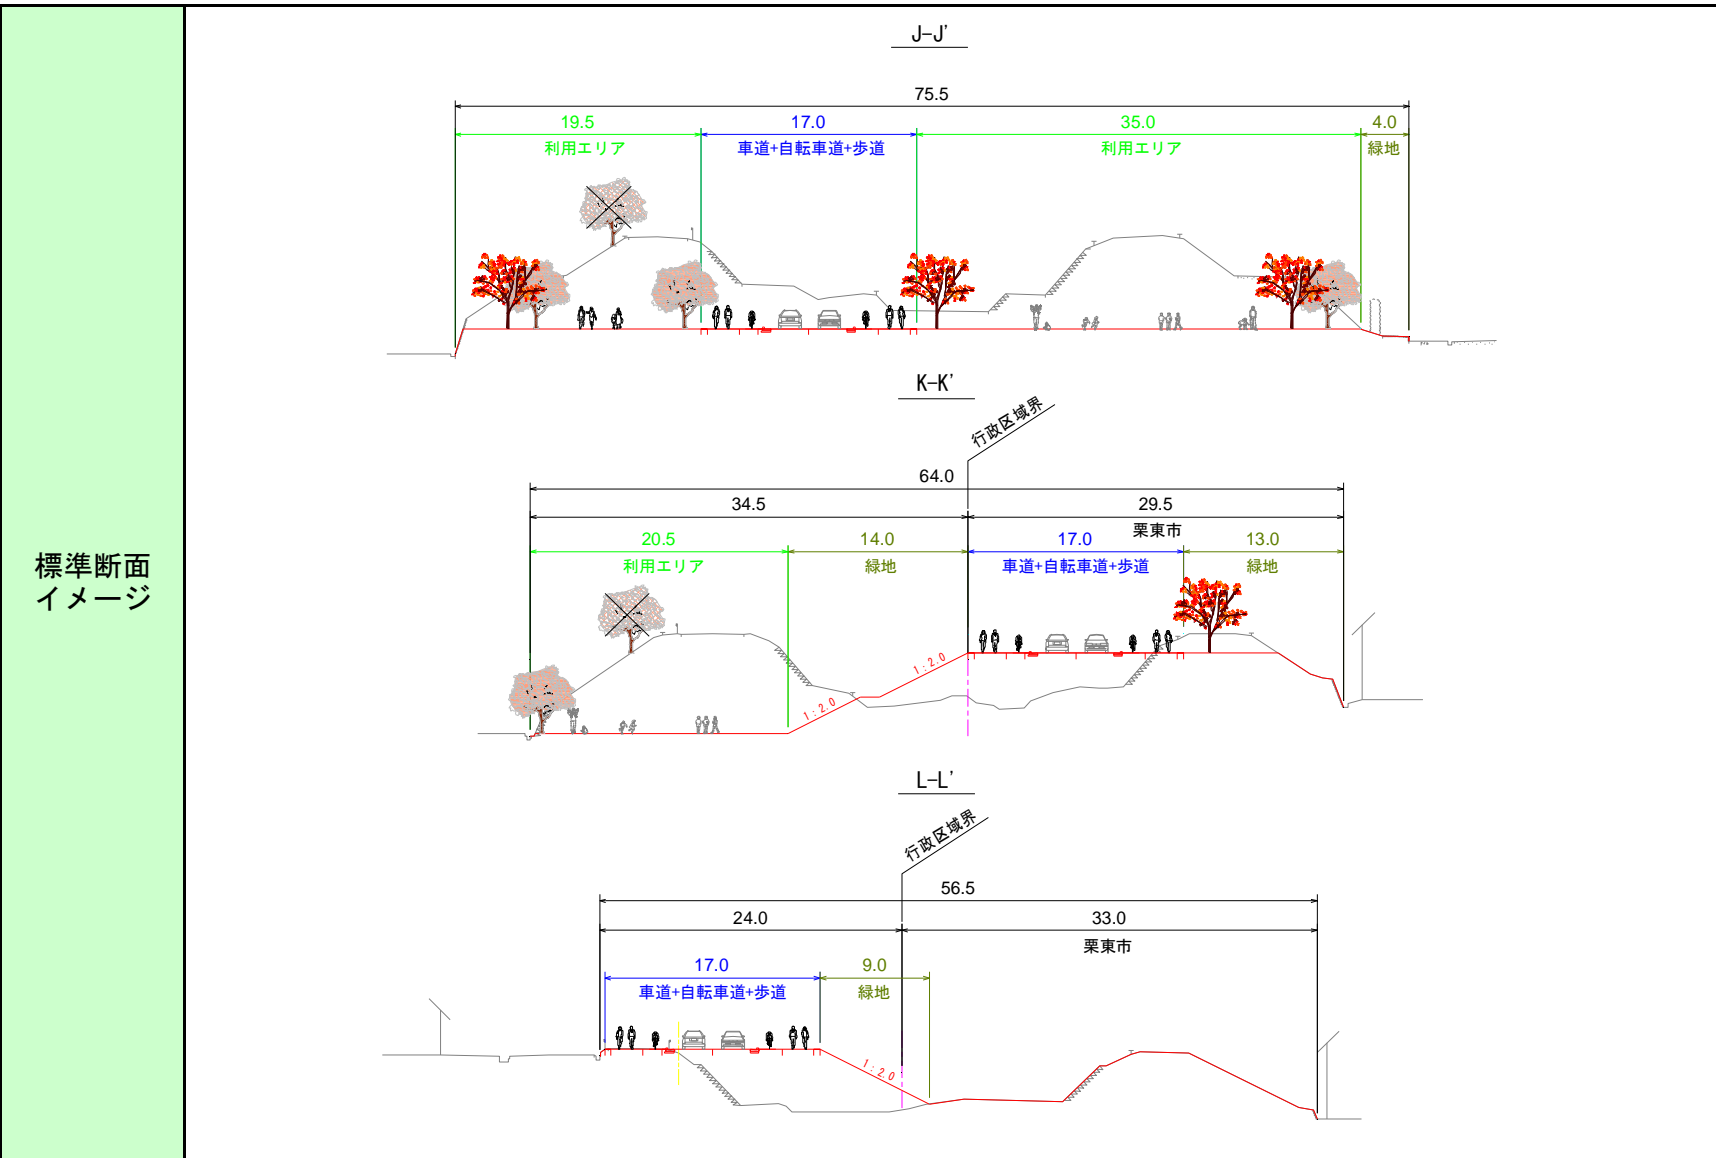 標準断面
イメージ
J-J’
75.5
19.5 17.0 35.0 4.0
利用エリア 車道+自転車道+歩道 利用エリア 緑地
K-K’
行政区域界
64.0
34.5 29.5
栗東市
20.5 14.0 17.0 13.0
利用エリア 緑地 車道+自転車道+歩道 緑地
1:2.0
1:2.0
L-L’
行政区域界
56.5
24.0 33.0
栗東市
17.0 9.0
車道+自転車道+歩道 緑地
1:2.0